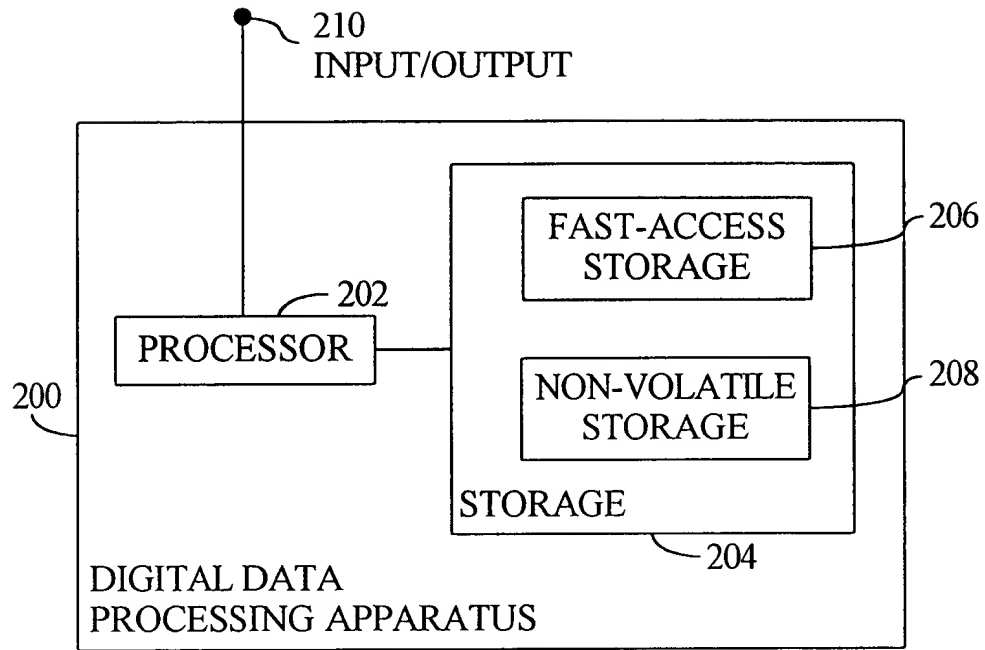 210
INPUT/OUTPUT
FAST-ACCESS
STORAGE
206
202
PROCESSOR
NON-VOLATILE
STORAGE
208
200
STORAGE
204
DIGITAL DATA
PROCESSING APPARATUS